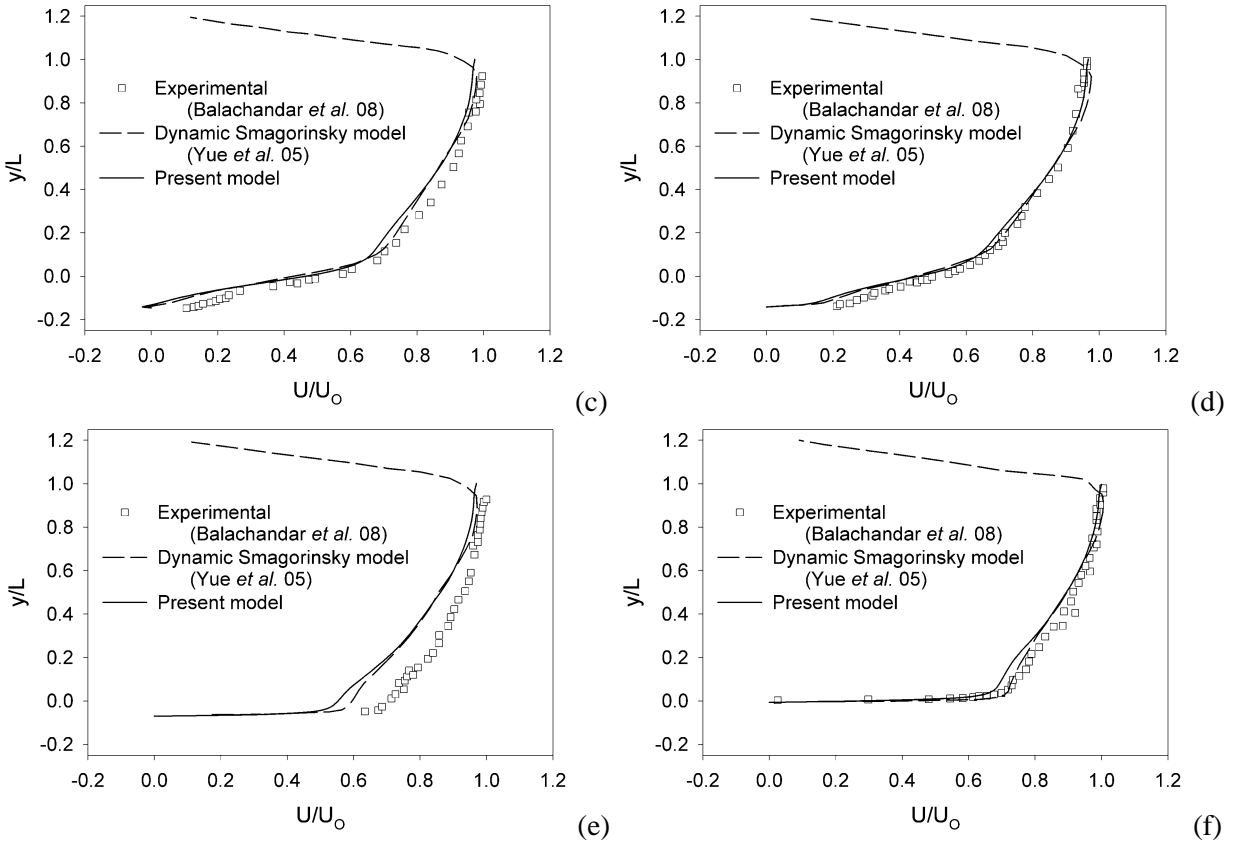 1.2
1.0
0.8
0.6
0.4
0.2
0.0
-0.2
y/L
Experimental
(Balachandar et al. 08)
Dynamic Smagorinsky model
(Yue et al. 05)
Present model
-0.2 0.0 0.2 0.4 0.6 0.8 1.0 1.2
U/U_O
(c)
1.2
1.0
0.8
0.6
0.4
0.2
0.0
-0.2
y/L
Experimental
(Balachandar et al. 08)
Dynamic Smagorinsky model
(Yue et al. 05)
Present model
-0.2 0.0 0.2 0.4 0.6 0.8 1.0 1.2
U/U_O
(d)
1.2
1.0
0.8
0.6
0.4
0.2
0.0
-0.2
y/L
Experimental
(Balachandar et al. 08)
Dynamic Smagorinsky model
(Yue et al. 05)
Present model
-0.2 0.0 0.2 0.4 0.6 0.8 1.0 1.2
U/U_O
(e)
1.2
1.0
0.8
0.6
0.4
0.2
0.0
-0.2
y/L
Experimental
(Balachandar et al. 08)
Dynamic Smagorinsky model
(Yue et al. 05)
Present model
-0.2 0.0 0.2 0.4 0.6 0.8 1.0 1.2
U/U_O
(f)